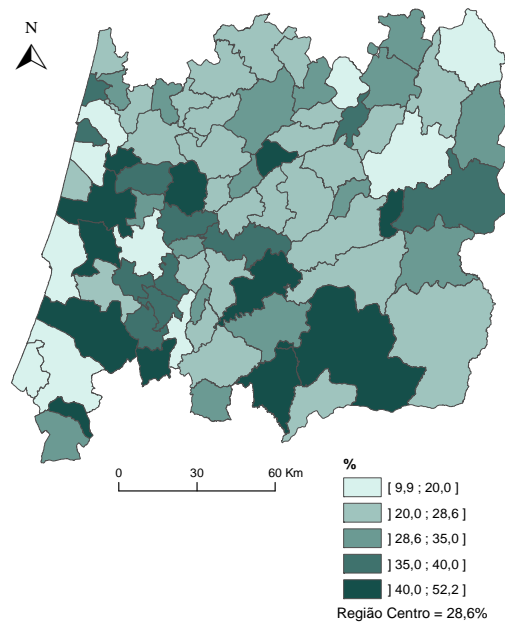 N
0
30
60 Km
%
[ 9,9 ; 20,0 ]
] 20,0 ; 28,6 ]
] 28,6 ; 35,0 ]
] 35,0 ; 40,0 ]
] 40,0 ; 52,2 ]
Região Centro = 28,6%